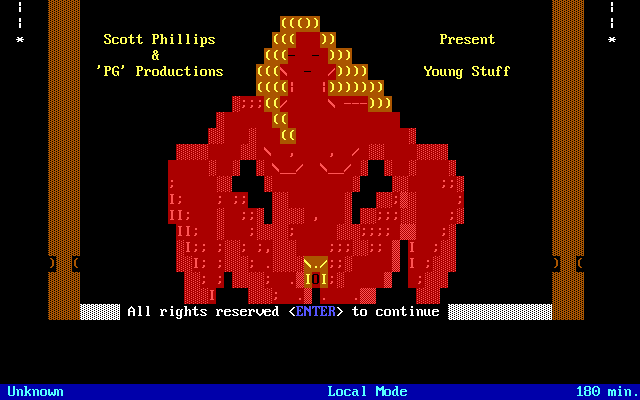 Scott Phillips
Present
&
'PG' Productions
Young Stuff
All rights reserved <ENTER> to continue
Unknown
Local Mode
180 min.